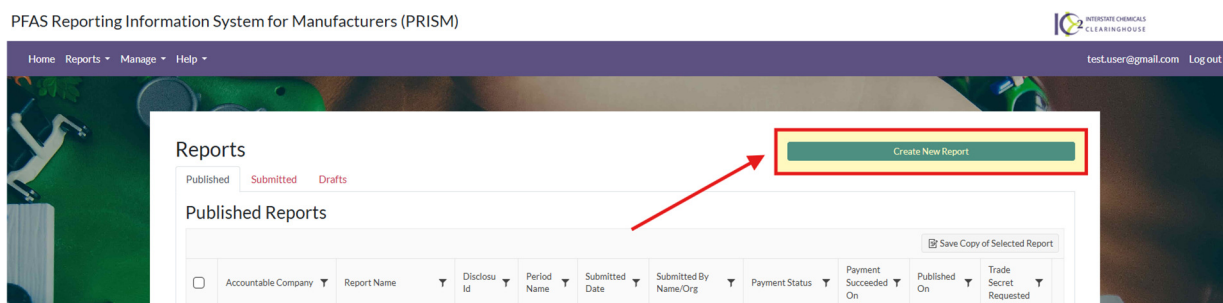 PFAS Reporting Information System for Manufacturers (PRISM)
IC2 INTERSTATE CHEMICALS
CLEARINGHOUSE
Home Reports Manage Help test.user@gmail.com Log out
Reports
Create New Report
Published Submitted Drafts
Published Reports
Save Copy of Selected Report
Accountable Company Report Name Disclosu Id Period Name Submitted Date Submitted By Name/Org Payment Status Payment Succeeded On Published On Trade Secret Requested